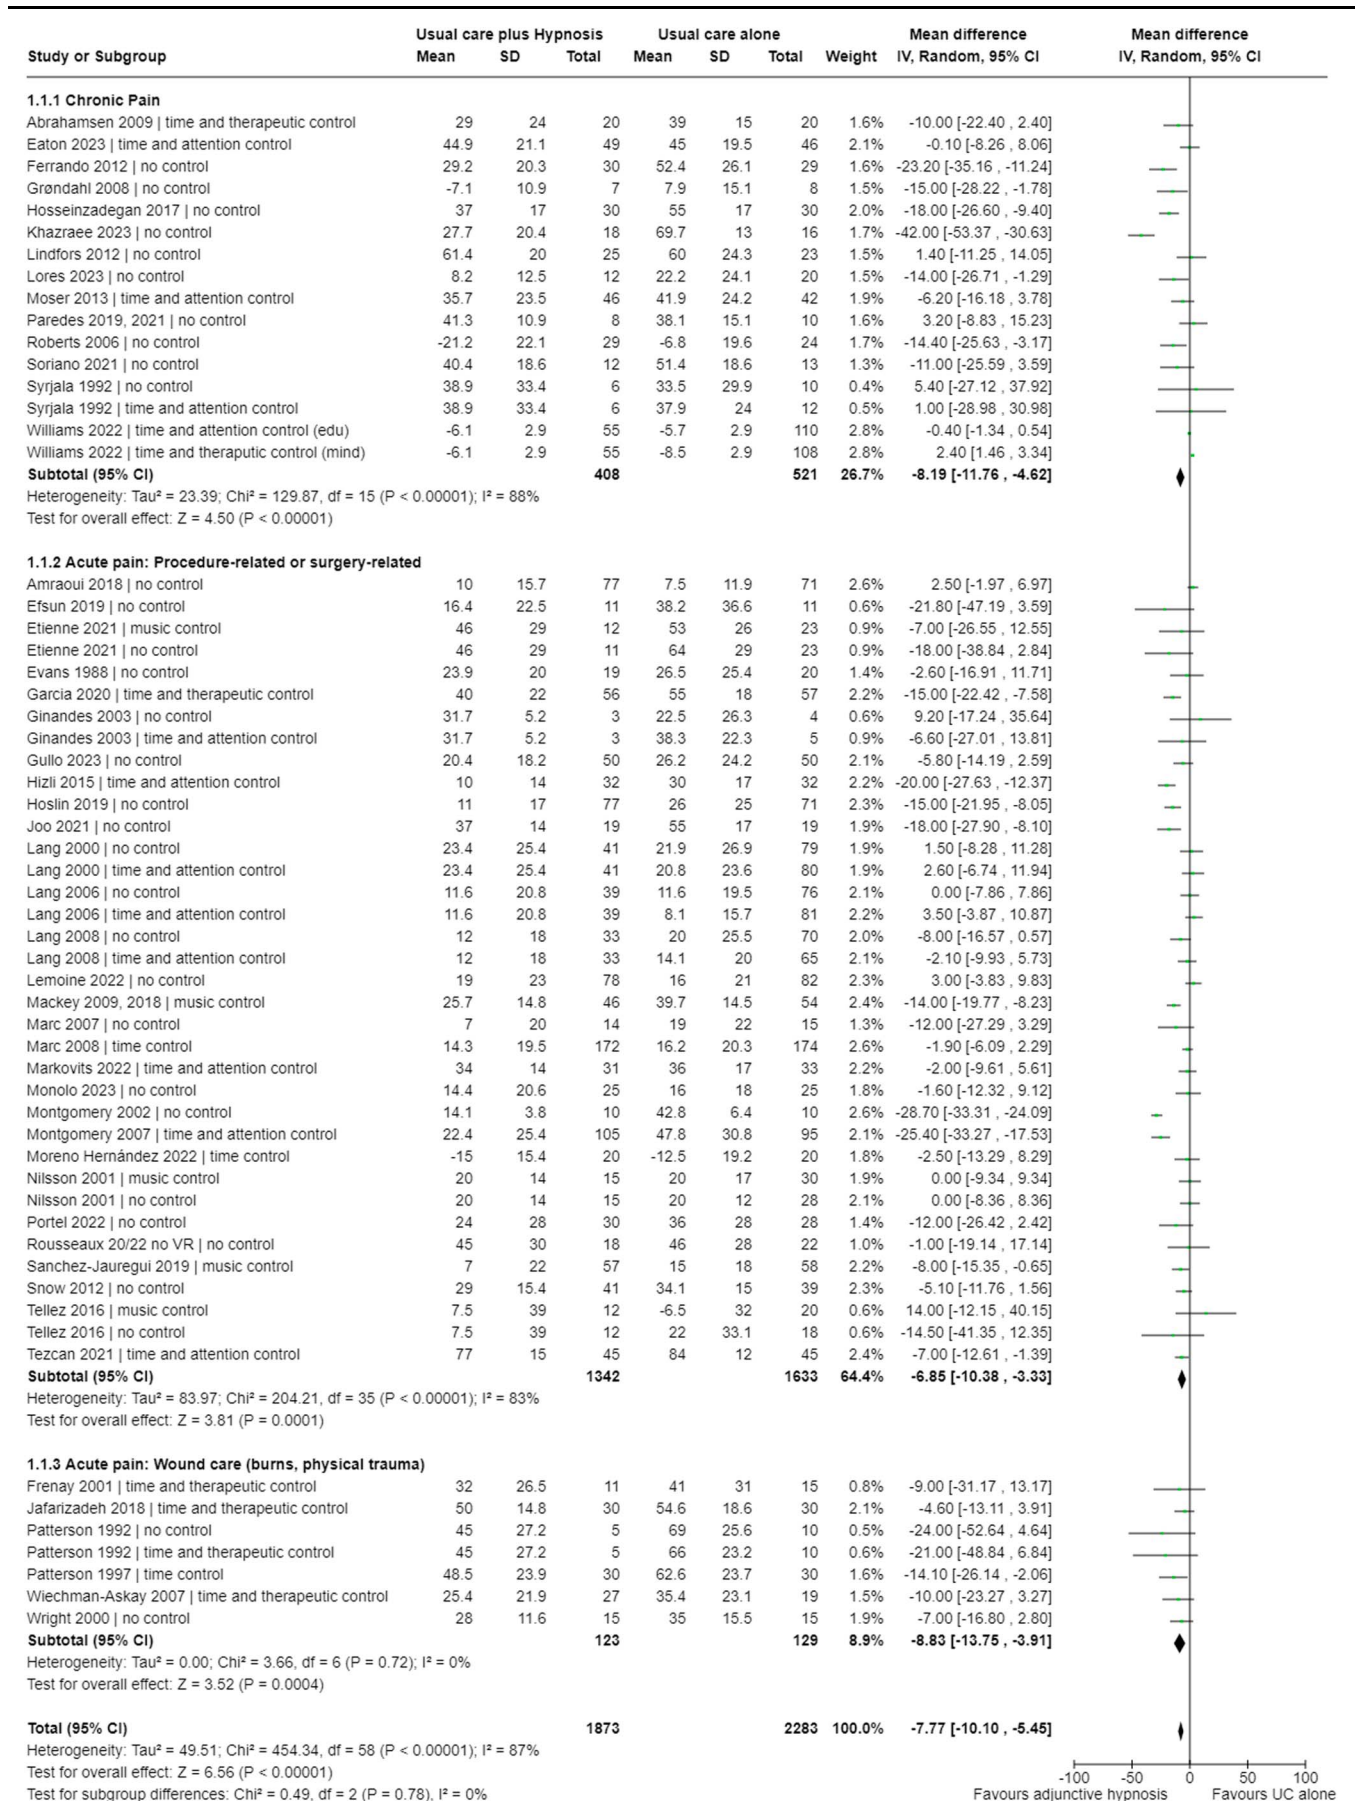 Usual care plus Hypnosis Usual care alone Mean difference Mean difference
Study or Subgroup Mean SD Total Mean SD Total Weight IV, Random, 95% CI IV, Random, 95% CI
1.1.1 Chronic Pain
Abrahamsen 2009 | time and therapeutic control 29 24 20 39 15 20 1.6% -10.00 [-22.40 , 2.40]
Eaton 2023 | time and attention control 44.9 21.1 49 45 19.5 46 2.1% -0.10 [-8.26 , 8.06]
Ferrando 2012 | no control 29.2 20.3 30 52.4 26.1 29 1.6% -23.20 [-35.16 , -11.24]
Grøndahl 2008 | no control -7.1 10.9 7 7.9 15.1 8 1.5% -15.00 [-28.22 , -1.78]
Hosseinzadegan 2017 | no control 37 17 30 55 17 30 2.0% -18.00 [-26.60 , -9.40]
Khazraee 2023 | no control 27.7 20.4 18 69.7 13 16 1.7% -42.00 [-53.37 , -30.63]
Lindfors 2012 | no control 61.4 20 25 60 24.3 23 1.5% 1.40 [-11.25 , 14.05]
Lores 2023 | no control 8.2 12.5 12 22.2 24.1 20 1.5% -14.00 [-26.71 , -1.29]
Moser 2013 | time and attention control 35.7 23.5 46 41.9 24.2 42 1.9% -6.20 [-16.18 , 3.78]
Paredes 2019, 2021 | no control 41.3 10.9 8 38.1 15.1 10 1.6% 3.20 [-8.83 , 15.23]
Roberts 2006 | no control -21.2 22.1 29 -6.8 19.6 24 1.7% -14.40 [-25.63 , -3.17]
Soriano 2021 | no control 40.4 18.6 12 51.4 18.6 13 1.3% -11.00 [-25.59 , 3.59]
Syrjala 1992 | no control 38.9 33.4 6 33.5 29.9 10 0.4% 5.40 [-27.12 , 37.92]
Syrjala 1992 | time and attention control 38.9 33.4 6 37.9 24 12 0.5% 1.00 [-28.98 , 30.98]
Williams 2022 | time and attention control (edu) -6.1 2.9 55 -5.7 2.9 110 2.8% -0.40 [-1.34 , 0.54]
Williams 2022 | time and theraputic control (mind) -6.1 2.9 55 -8.5 2.9 108 2.8% 2.40 [1.46 , 3.34]
Subtotal (95% CI) 408 521 26.7% -8.19 [-11.76 , -4.62]
Heterogeneity: Tau² = 23.39; Chi² = 129.87, df = 15 (P < 0.00001); I² = 88%
Test for overall effect: Z = 4.50 (P < 0.00001)
1.1.2 Acute pain: Procedure-related or surgery-related
Amraoui 2018 | no control 10 15.7 77 7.5 11.9 71 2.6% 2.50 [-1.97 , 6.97]
Efsun 2019 | no control 16.4 22.5 11 38.2 36.6 11 0.6% -21.80 [-47.19 , 3.59]
Etienne 2021 | music control 46 29 12 53 26 23 0.9% -7.00 [-26.55 , 12.55]
Etienne 2021 | no control 46 29 11 64 29 23 0.9% -18.00 [-38.84 , 2.84]
Evans 1988 | no control 23.9 20 19 26.5 25.4 20 1.4% -2.60 [-16.91 , 11.71]
Garcia 2020 | time and therapeutic control 40 22 56 55 18 57 2.2% -15.00 [-22.42 , -7.58]
Ginandes 2003 | no control 31.7 5.2 3 22.5 26.3 4 0.6% 9.20 [-17.24 , 35.64]
Ginandes 2003 | time and attention control 31.7 5.2 3 38.3 22.3 5 0.9% -6.60 [-27.01 , 13.81]
Gullo 2023 | no control 20.4 18.2 50 26.2 24.2 50 2.1% -5.80 [-14.19 , 2.59]
Hizli 2015 | time and attention control 10 14 32 30 17 32 2.2% -20.00 [-27.63 , -12.37]
Hoslin 2019 | no control 11 17 77 26 25 71 2.3% -15.00 [-21.95 , -8.05]
Joo 2021 | no control 37 14 19 55 17 19 1.9% -18.00 [-27.90 , -8.10]
Lang 2000 | no control 23.4 25.4 41 21.9 26.9 79 1.9% 1.50 [-8.28 , 11.28]
Lang 2000 | time and attention control 23.4 25.4 41 20.8 23.6 80 1.9% 2.60 [-6.74 , 11.94]
Lang 2006 | no control 11.6 20.8 39 11.6 19.5 76 2.1% 0.00 [-7.86 , 7.86]
Lang 2006 | time and attention control 11.6 20.8 39 8.1 15.7 81 2.2% 3.50 [-3.87 , 10.87]
Lang 2008 | no control 12 18 33 20 25.5 70 2.0% -8.00 [-16.57 , 0.57]
Lang 2008 | time and attention control 12 18 33 14.1 20 65 2.1% -2.10 [-9.93 , 5.73]
Lemoine 2022 | no control 19 23 78 16 21 82 2.3% 3.00 [-3.83 , 9.83]
Mackey 2009, 2018 | music control 25.7 14.8 46 39.7 14.5 54 2.4% -14.00 [-19.77 , -8.23]
Marc 2007 | no control 7 20 14 19 22 15 1.3% -12.00 [-27.29 , 3.29]
Marc 2008 | time control 14.3 19.5 172 16.2 20.3 174 2.6% -1.90 [-6.09 , 2.29]
Markovits 2022 | time and attention control 34 14 31 36 17 33 2.2% -2.00 [-9.61 , 5.61]
Monolo 2023 | no control 14.4 20.6 25 16 18 25 1.8% -1.60 [-12.32 , 9.12]
Montgomery 2002 | no control 14.1 3.8 10 42.8 6.4 10 2.6% -28.70 [-33.31 , -24.09]
Montgomery 2007 | time and attention control 22.4 25.4 105 47.8 30.8 95 2.1% -25.40 [-33.27 , -17.53]
Moreno Hernández 2022 | time control -15 15.4 20 -12.5 19.2 20 1.8% -2.50 [-13.29 , 8.29]
Nilsson 2001 | music control 20 14 15 20 17 30 1.9% 0.00 [-9.34 , 9.34]
Nilsson 2001 | no control 20 14 15 20 12 28 2.1% 0.00 [-8.36 , 8.36]
Portel 2022 | no control 24 28 30 36 28 28 1.4% -12.00 [-26.42 , 2.42]
Rousseaux 20/22 no VR | no control 45 30 18 46 28 22 1.0% -1.00 [-19.14 , 17.14]
Sanchez-Jauregui 2019 | music control 7 22 57 15 18 58 2.2% -8.00 [-15.35 , -0.65]
Snow 2012 | no control 29 15.4 41 34.1 15 39 2.3% -5.10 [-11.76 , 1.56]
Tellez 2016 | music control 7.5 39 12 -6.5 32 20 0.6% 14.00 [-12.15 , 40.15]
Tellez 2016 | no control 7.5 39 12 22 33.1 18 0.6% -14.50 [-41.35 , 12.35]
Tezcan 2021 | time and attention control 77 15 45 84 12 45 2.4% -7.00 [-12.61 , -1.39]
Subtotal (95% CI) 1342 1633 64.4% -6.85 [-10.38 , -3.33]
Heterogeneity: Tau² = 83.97; Chi² = 204.21, df = 35 (P < 0.00001); I² = 83%
Test for overall effect: Z = 3.81 (P = 0.0001)
1.1.3 Acute pain: Wound care (burns, physical trauma)
Frenay 2001 | time and therapeutic control 32 26.5 11 41 31 15 0.8% -9.00 [-31.17 , 13.17]
Jafarizadeh 2018 | time and therapeutic control 50 14.8 30 54.6 18.6 30 2.1% -4.60 [-13.11 , 3.91]
Patterson 1992 | no control 45 27.2 5 69 25.6 10 0.5% -24.00 [-52.64 , 4.64]
Patterson 1992 | time and therapeutic control 45 27.2 5 66 23.2 10 0.6% -21.00 [-48.84 , 6.84]
Patterson 1997 | time control 48.5 23.9 30 62.6 23.7 30 1.6% -14.10 [-26.14 , -2.06]
Wiechman-Askay 2007 | time and therapeutic control 25.4 21.9 27 35.4 23.1 19 1.5% -10.00 [-23.27 , 3.27]
Wright 2000 | no control 28 11.6 15 35 15.5 15 1.9% -7.00 [-16.80 , 2.80]
Subtotal (95% CI) 123 129 8.9% -8.83 [-13.75 , -3.91]
Heterogeneity: Tau² = 0.00; Chi² = 3.66, df = 6 (P = 0.72); I² = 0%
Test for overall effect: Z = 3.52 (P = 0.0004)
Total (95% CI) 1873 2283 100.0% -7.77 [-10.10 , -5.45]
Heterogeneity: Tau² = 49.51; Chi² = 454.34, df = 58 (P < 0.00001); I² = 87%
Test for overall effect: Z = 6.56 (P < 0.00001) -100 -50 0 50 100
Test for subgroup differences: Chi² = 0.49, df = 2 (P = 0.78), I² = 0% Favours adjunctive hypnosis Favours UC alone